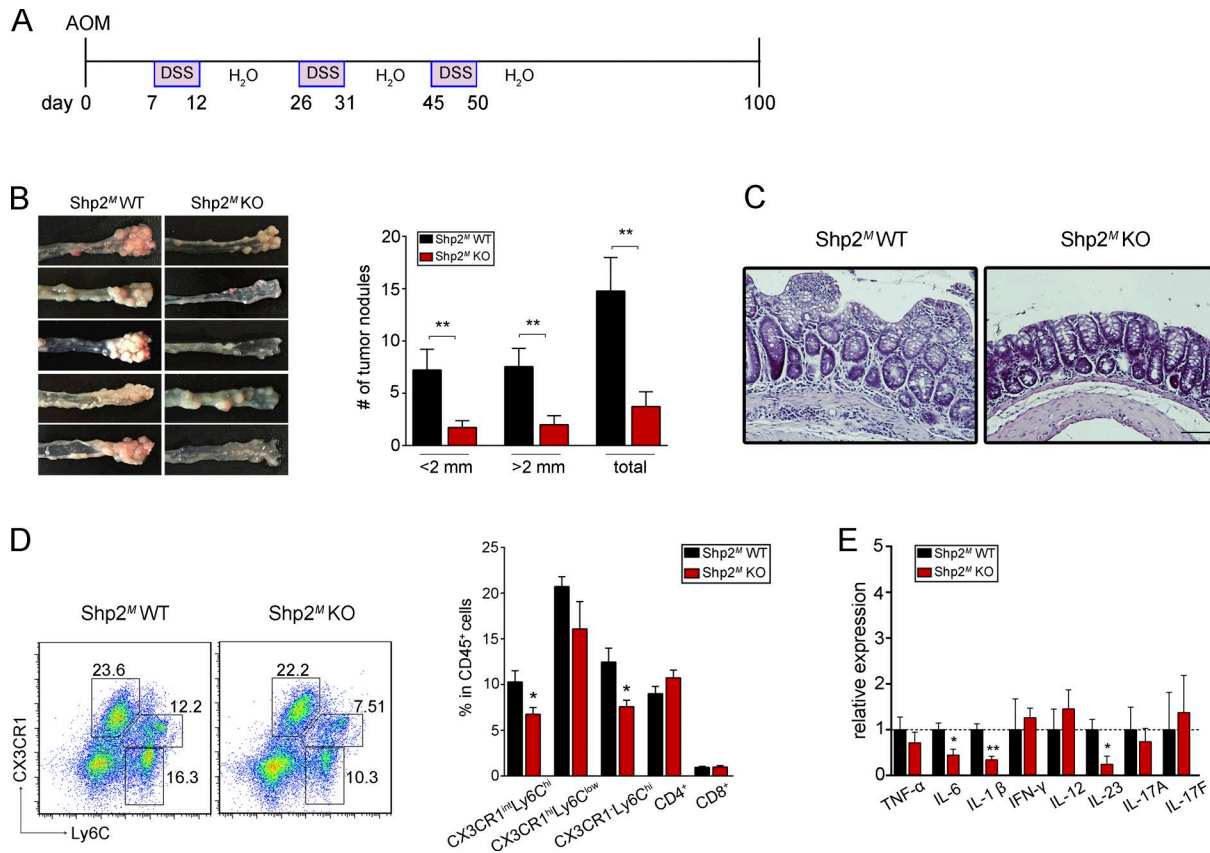 A
AOM
DSS H₂O DSS H₂O DSS H₂O
day 0 7 12 26 31 45 50 100
B
Shp2ᴹ WT Shp2ᴹ KO
Shp2ᴹ WT
Shp2ᴹ KO
# of tumor nodules
20
15
10
5
0
** ** **
<2 mm >2 mm total
C
Shp2ᴹ WT Shp2ᴹ KO
D
Shp2ᴹ WT Shp2ᴹ KO
23.6
12.2
16.3
22.2
7.51
10.3
CX3CR1
Ly6C
Shp2ᴹ WT
Shp2ᴹ KO
% in CD45⁺ cells
25
20
15
10
5
0
* *
CX3CR1ⁱⁿᵗLy6Cʰⁱ
CX3CR1ʰⁱLy6Cˡᵒʷ
CX3CR1⁻Ly6Cʰⁱ
CD4⁺
CD8⁺
E
Shp2ᴹ WT
Shp2ᴹ KO
relative expression
5
4
3
2
1
0
* ** *
TNF-α IL-6 IL-1 β IFN-γ IL-12 IL-23 IL-17A IL-17F